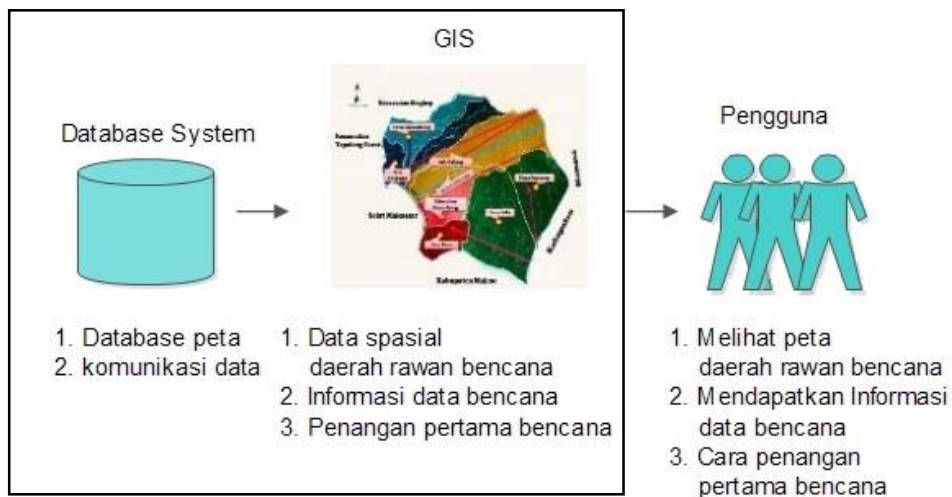 GIS
Database System
Pengguna
Selat Makassar
1. Database peta
2. komunikasi data
1. Data spasial
daerah rawan bencana
2. Informasi data bencana
3. Penangan pertama bencana
1. Melihat peta
daerah rawan bencana
2. Mendapatkan Informasi
data bencana
3. Cara penangan
pertama bencana